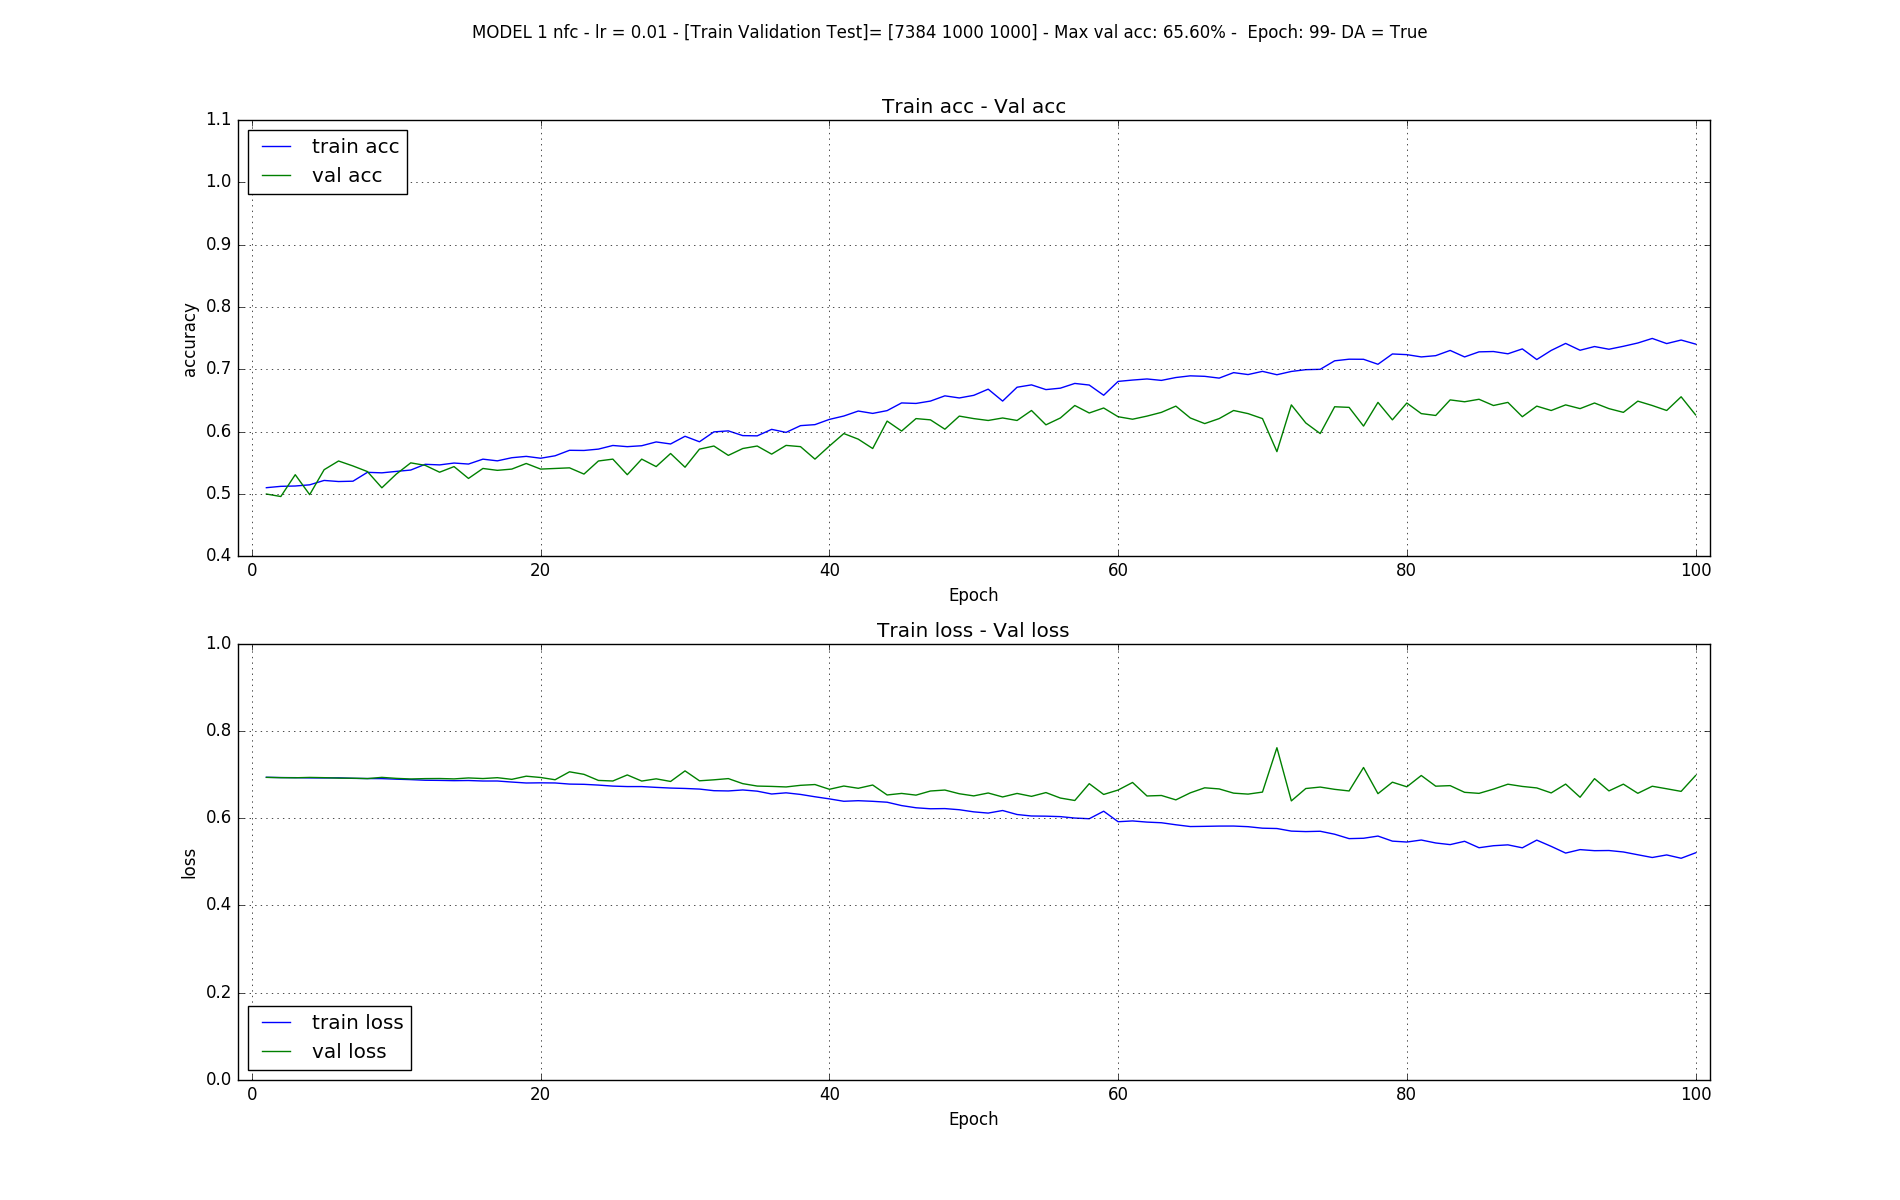 MODEL 1 nfc - lr = 0.01 - [Train Validation Test]= [7384 1000 1000] - Max val acc: 65.60% -  Epoch: 99- DA = True
Train acc - Val acc
1.1
1.0
0.9
0.8
0.7
0.6
0.5
0.4
accuracy
train acc
val acc
0 20 40 60 80 100
Epoch
Train loss - Val loss
1.0
0.8
0.6
0.4
0.2
0.0
loss
train loss
val loss
0 20 40 60 80 100
Epoch